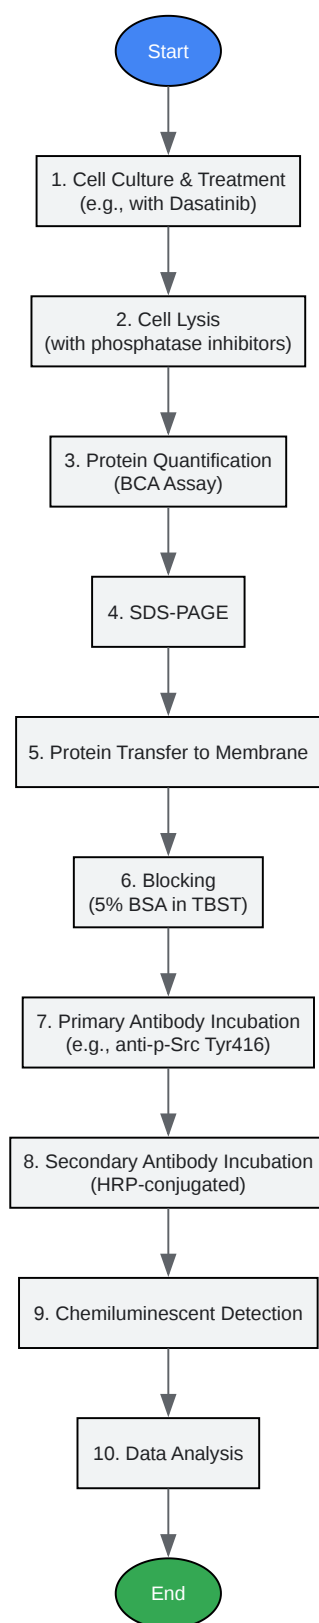 Start
1. Cell Culture & Treatment
(e.g., with Dasatinib)
2. Cell Lysis
(with phosphatase inhibitors)
3. Protein Quantification
(BCA Assay)
4. SDS-PAGE
5. Protein Transfer to Membrane
6. Blocking
(5% BSA in TBST)
7. Primary Antibody Incubation
(e.g., anti-p-Src Tyr416)
8. Secondary Antibody Incubation
(HRP-conjugated)
9. Chemiluminescent Detection
10. Data Analysis
End